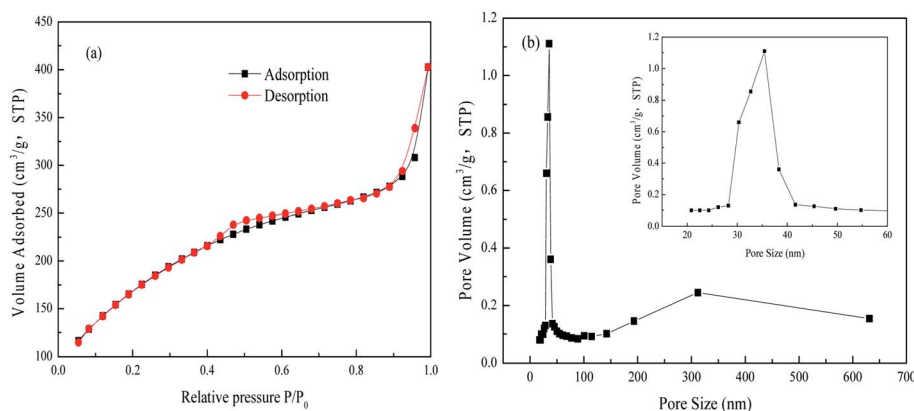 (a)
Adsorption
Desorption
450
400
350
300
250
200
150
100
0.0 0.2 0.4 0.6 0.8 1.0
Volume Adsorbed (cm³/g, STP)
Relative pressure P/P₀
(b)
1.2
1.0
0.8
0.6
0.4
0.2
0.0
0 100 200 300 400 500 600 700
Pore Volume (cm³/g, STP)
Pore Size (nm)
1.2
1.0
0.8
0.6
0.4
0.2
0.0
20 30 40 50 60
Pore Volume (cm³/g, STP)
Pore Size (nm)